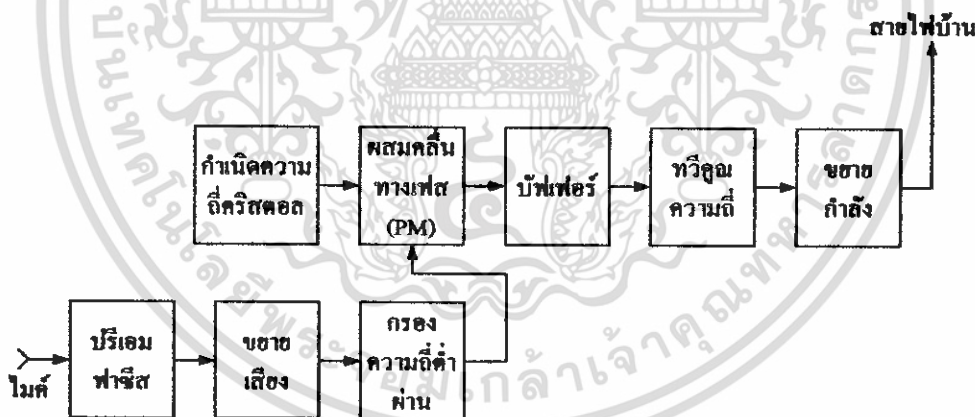 สายไฟบ้าน
กำเนิดความ
ถี่คริสตอล
ผสมคลื่น
ทางเฟส
(PM)
บัฟเฟอร์
ทวีคูณ
ความถี่
ขยาย
กำลัง
ไมค์
ปรีเอม
ฟาซีส
ขยาย
เสียง
กรอง
ความถี่ต่ำ
ผ่าน